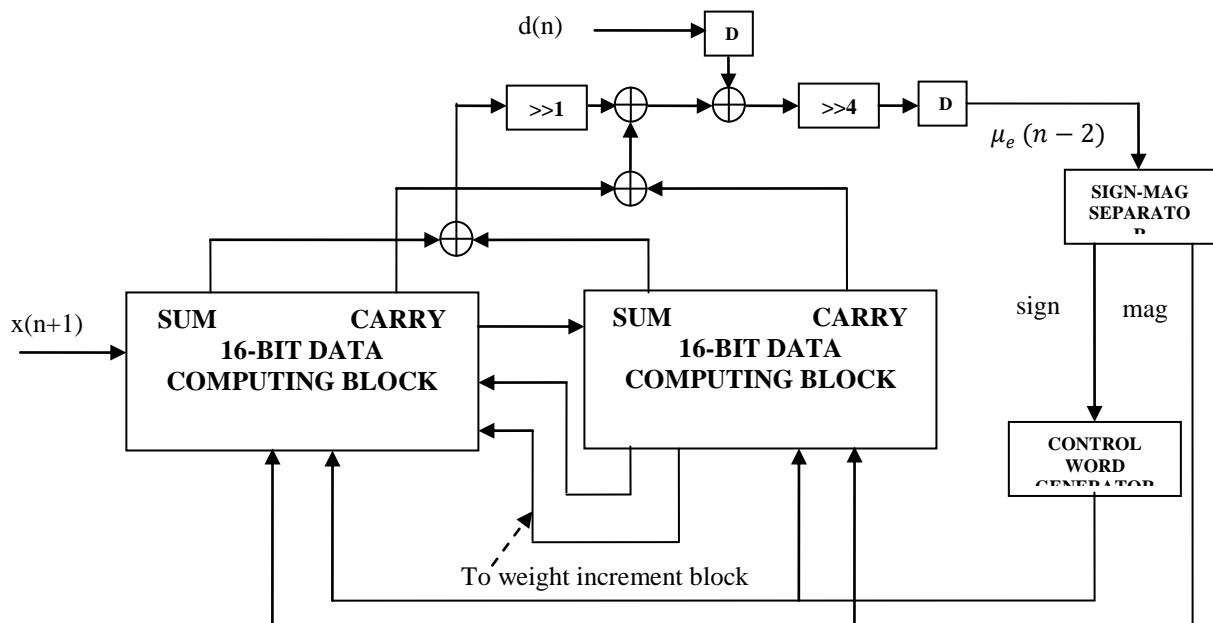 d(n)
D
>>1
>>4
D
μₑ (n − 2)
SIGN-MAG
SEPARATO
x(n+1)
SUM CARRY
16-BIT DATA
COMPUTING BLOCK
SUM CARRY
16-BIT DATA
COMPUTING BLOCK
sign
mag
CONTROL
WORD
GENERATOR
To weight increment block